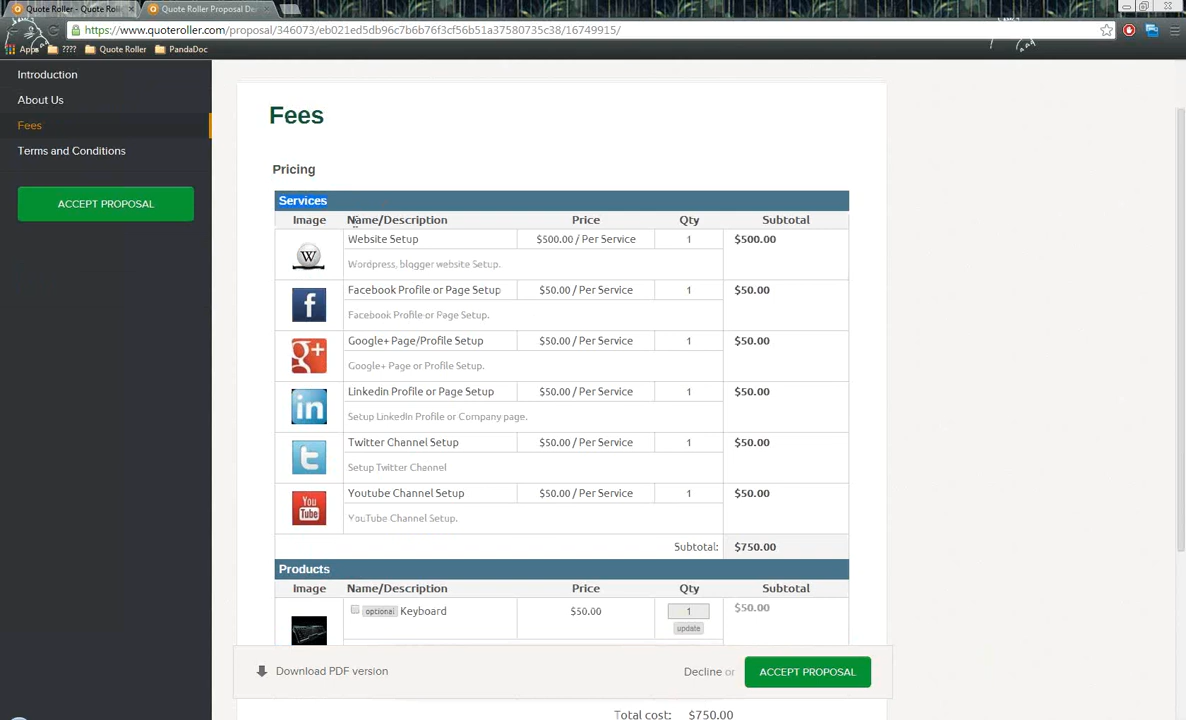 Quote Roller - Quote Roll
Quote Roller Proposal De
https://www.quoteroller.com/proposal/346073/eb021ed5db96c7b6b76f3cf56b51a37580735c38/16749915/
Apps ???? Quote Roller PandaDoc
Introduction
About Us
Fees
Terms and Conditions
ACCEPT PROPOSAL
Fees
Pricing
Services
Image Name/Description Price Qty Subtotal
W Website Setup $500.00 / Per Service 1 $500.00
Wordpress, blogger website Setup.
f Facebook Profile or Page Setup $50.00 / Per Service 1 $50.00
Facebook Profile or Page Setup.
g+ Google+ Page/Profile Setup $50.00 / Per Service 1 $50.00
Google+ Page or Profile Setup.
in Linkedin Profile or Page Setup $50.00 / Per Service 1 $50.00
Setup LinkedIn Profile or Company page.
t Twitter Channel Setup $50.00 / Per Service 1 $50.00
Setup Twitter Channel
You Tube Youtube Channel Setup $50.00 / Per Service 1 $50.00
YouTube Channel Setup.
Subtotal: $750.00
Products
Image Name/Description Price Qty Subtotal
optional Keyboard $50.00 1 $50.00
update
Download PDF version Decline or ACCEPT PROPOSAL
Total cost: $750.00